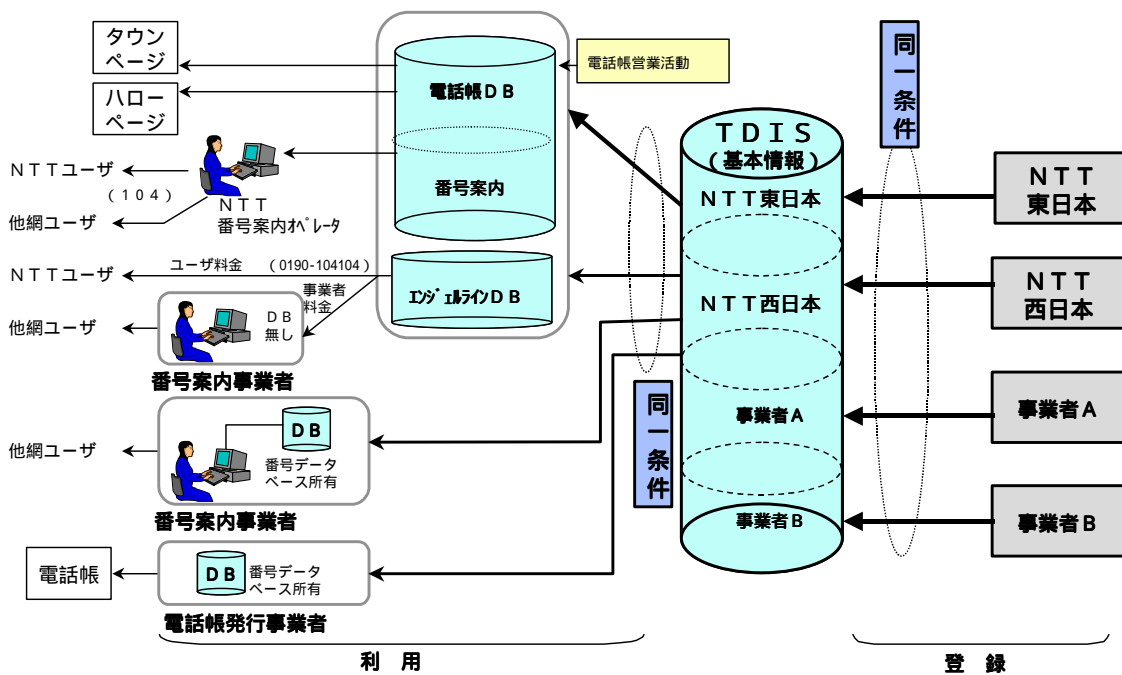 タウン
ページ
ハロー
ページ
電話帳営業活動
電話帳ＤＢ
番号案内
ＮＴＴユーザ
（１０４）
他網ユーザ
ＮＴＴ
番号案内ｵﾍﾟﾚｰﾀ
ＮＴＴユーザ
ユーザ料金　（0190-104104）
事業者
料金
ｴﾝｼﾞｪﾙﾗｲﾝＤＢ
他網ユーザ
ＤＢ
無し
番号案内事業者
他網ユーザ
ＤＢ
番号データ
ベース所有
番号案内事業者
電話帳
ＤＢ
番号データ
ベース所有
電話帳発行事業者
利　用
同一条件
ＴＤＩＳ
（基本情報）
ＮＴＴ東日本
ＮＴＴ西日本
事業者Ａ
事業者Ｂ
同一条件
ＮＴＴ
東日本
ＮＴＴ
西日本
事業者Ａ
事業者Ｂ
登　録